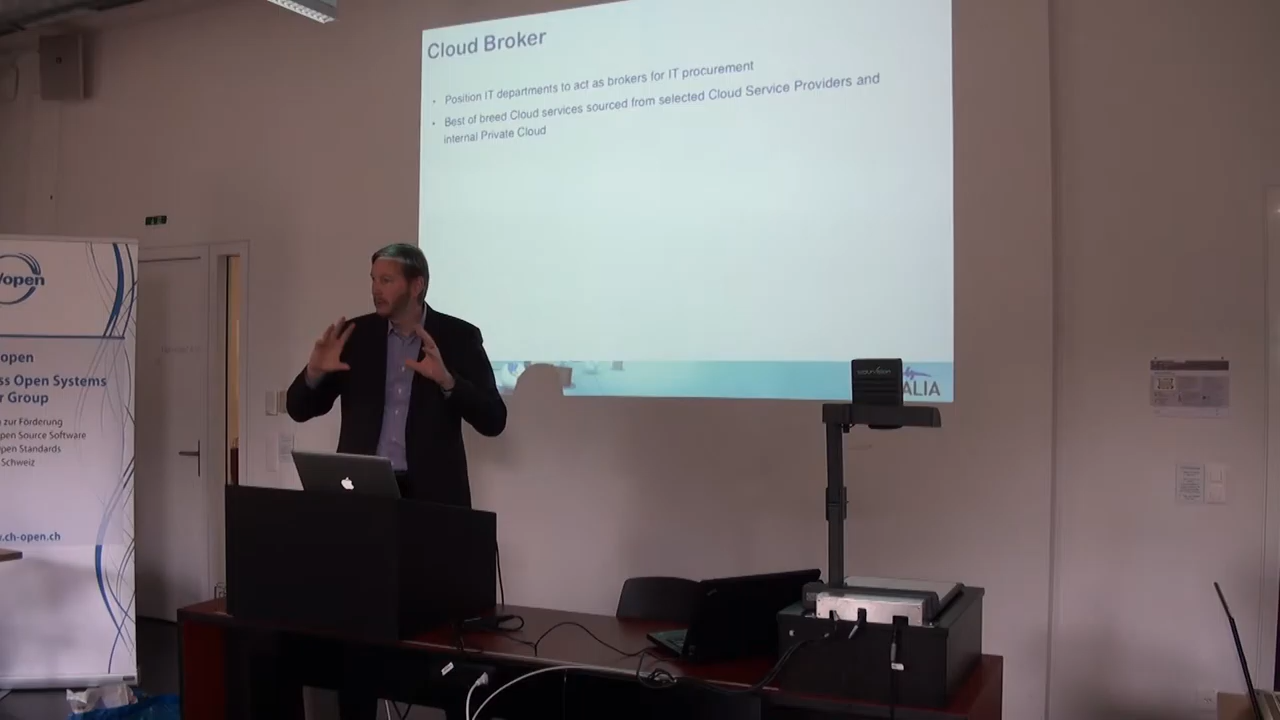 Cloud Broker
• Position IT departments to act as brokers for IT procurement
• Best of breed Cloud services sourced from selected Cloud Service Providers and
internal Private Cloud
ALIA
/open
open
ss Open Systems
r Group
zur Förderung
pen Source Software
pen Standards
Schweiz
.ch-open.ch